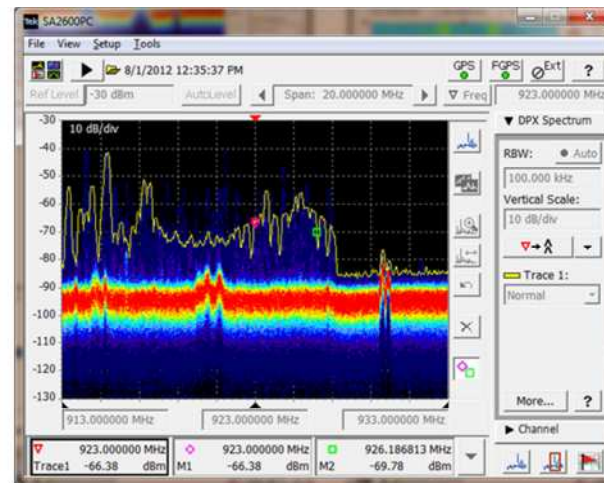 Tek SA2600PC
File View Setup Tools
8/1/2012 12:35:37 PM GPS FGPS Ext ?
Ref Level -30 dBm AutoLevel Span: 20.000000 MHz Freq 923.000000 MHz
-30
10 dB/div
-40
-50
-60
-70
-80
-90
-100
-110
-120
-130
913.000000 MHz 923.000000 MHz 933.000000 MHz
DPX Spectrum
RBW: Auto
100.000 kHz
Vertical Scale:
10 dB/div
Trace 1:
Normal
More... ?
Channel
923.000000 MHz 923.000000 MHz 926.186813 MHz
Trace1 -66.38 dBm M1 -66.38 dBm M2 -69.78 dBm